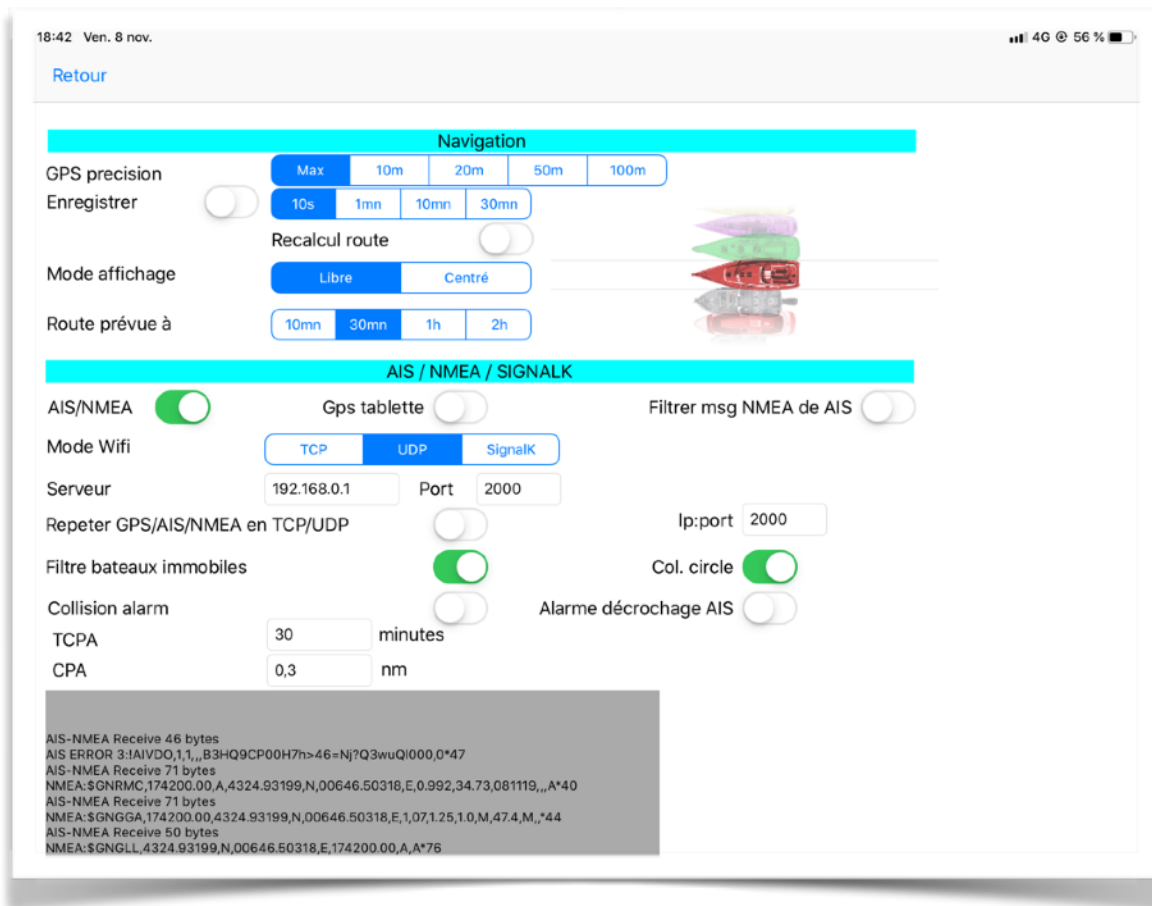 18:42 Ven. 8 nov. 4G 56 %
Retour
Navigation
GPS precision Max 10m 20m 50m 100m
Enregistrer 10s 1mn 10mn 30mn
Recalcul route
Mode affichage Libre Centré
Route prévue à 10mn 30mn 1h 2h
AIS / NMEA / SIGNALK
AIS/NMEA Gps tablette Filtrer msg NMEA de AIS
Mode Wifi TCP UDP SignalK
Serveur 192.168.0.1 Port 2000
Repeter GPS/AIS/NMEA en TCP/UDP Ip:port 2000
Filtre bateaux immobiles Col. circle
Collision alarm Alarme décrochage AIS
TCPA 30 minutes
CPA 0,3 nm
AIS-NMEA Receive 46 bytes
AIS ERROR 3:!AIVDO,1,1,,,B3HQ9CP00H7h>46=Nj?Q3wuQl000,0*47
AIS-NMEA Receive 71 bytes
NMEA:$GNRMC,174200.00,A,4324.93199,N,00646.50318,E,0.992,34.73,081119,,,A*40
AIS-NMEA Receive 71 bytes
NMEA:$GNGGA,174200.00,4324.93199,N,00646.50318,E,1,07,1.25,1.0,M,47.4,M,,*44
AIS-NMEA Receive 50 bytes
NMEA:$GNGLL,4324.93199,N,00646.50318,E,174200.00,A,A*76